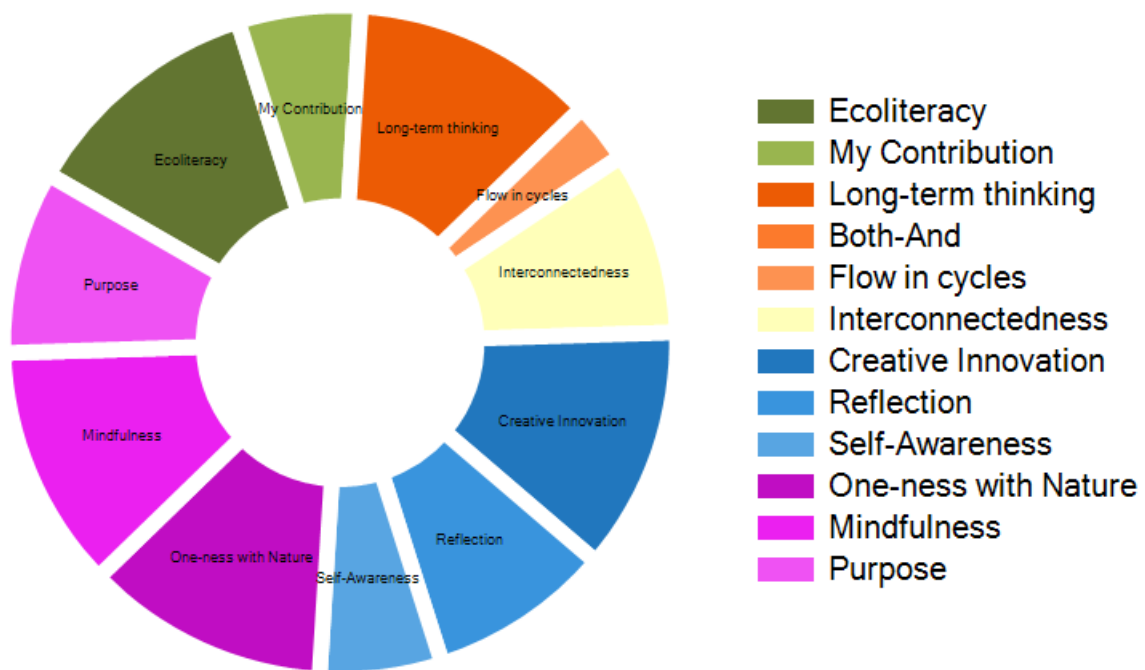 My Contribution
Long-term thinking
Ecoliteracy
Flow in cycles
Interconnectedness
Purpose
Creative Innovation
Mindfulness
Reflection
One-ness with Nature
Self-Awareness
Ecoliteracy
My Contribution
Long-term thinking
Both-And
Flow in cycles
Interconnectedness
Creative Innovation
Reflection
Self-Awareness
One-ness with Nature
Mindfulness
Purpose